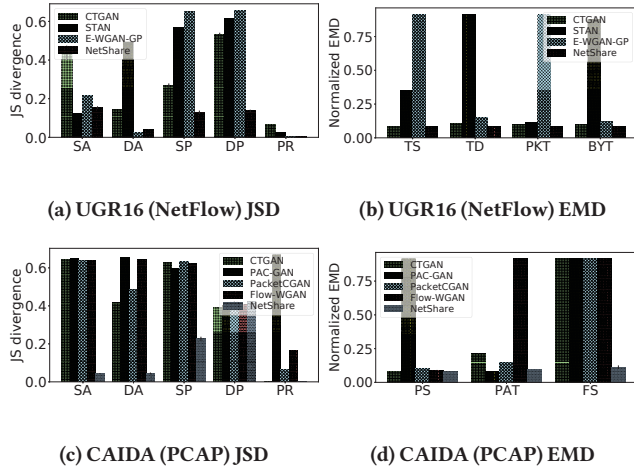 JS divergence
0.6
0.4
0.2
0.0
CTGAN
STAN
E-WGAN-GP
NetShare
SA DA SP DP PR
(a) UGR16 (NetFlow) JSD
Normalized EMD
0.75
0.50
0.25
0.00
CTGAN
STAN
E-WGAN-GP
NetShare
TS TD PKT BYT
(b) UGR16 (NetFlow) EMD
JS divergence
0.6
0.4
0.2
0.0
CTGAN
PAC-GAN
PacketCGAN
Flow-WGAN
NetShare
SA DA SP DP PR
(c) CAIDA (PCAP) JSD
Normalized EMD
0.75
0.50
0.25
0.00
CTGAN
PAC-GAN
PacketCGAN
Flow-WGAN
NetShare
PS PAT FS
(d) CAIDA (PCAP) EMD